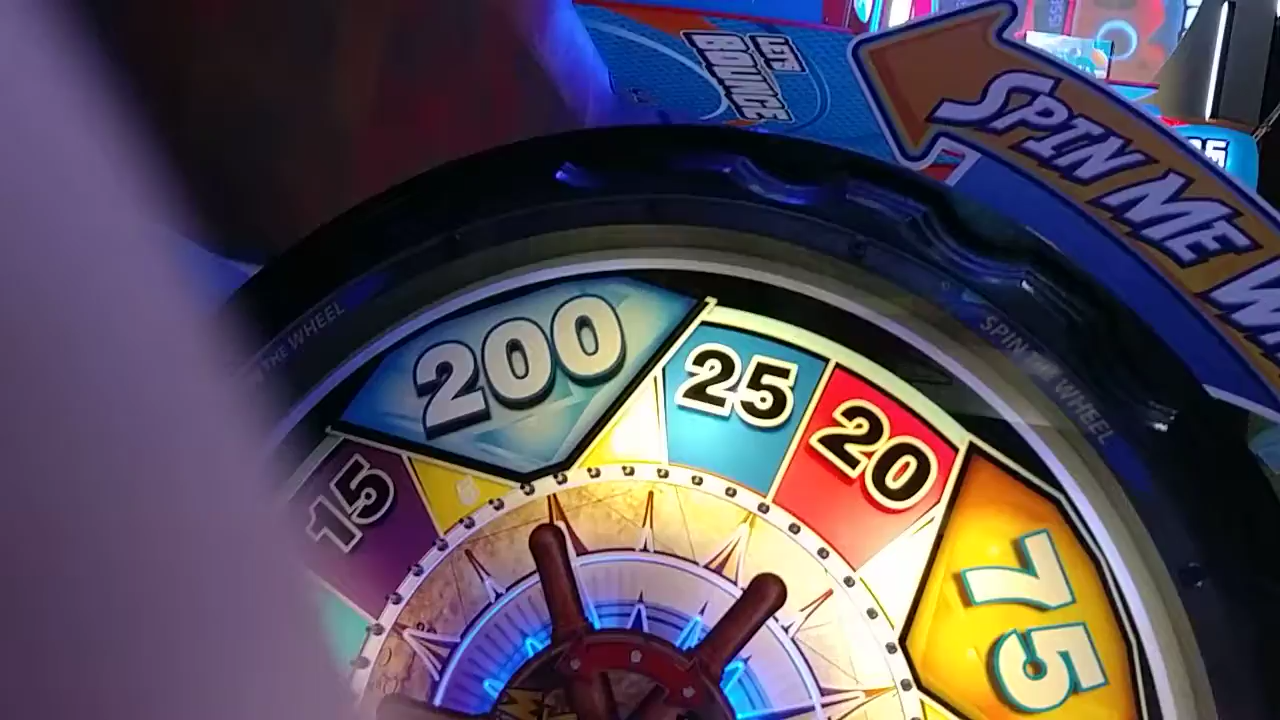 LET'S
BOUNCE
SPIN ME W
THE WHEEL
SPIN THE WHEEL
200
25
20
15
75